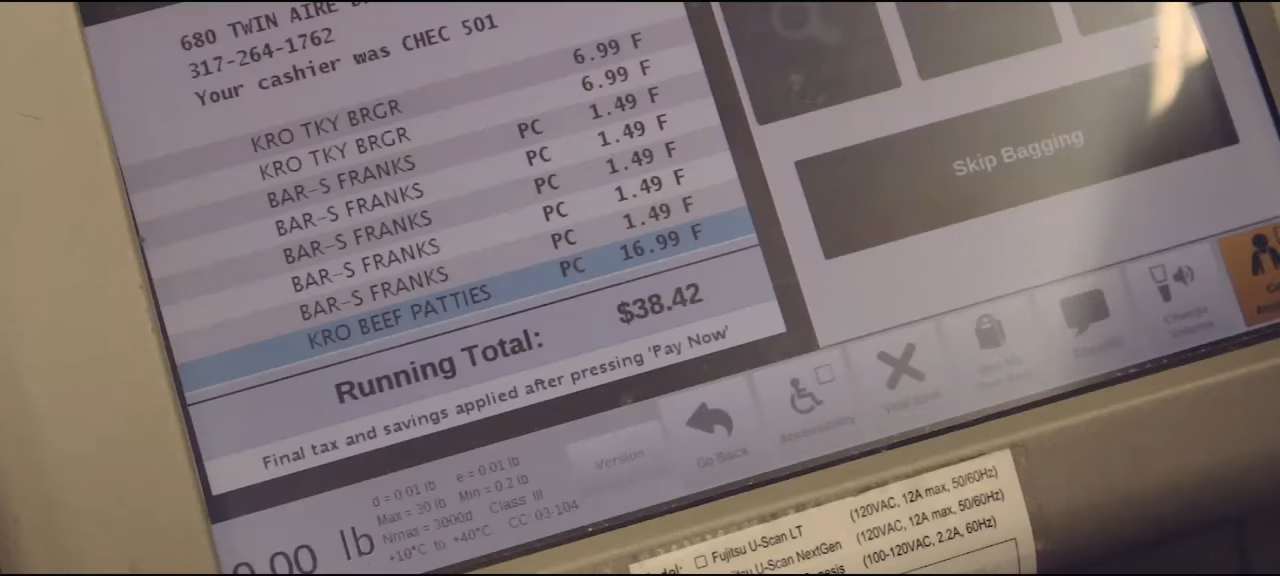 680 TWIN AIRE
317-264-1762
Your cashier was CHEC 501
KRO TKY BRGR 6.99 F
KRO TKY BRGR 6.99 F
BAR-S FRANKS PC 1.49 F
BAR-S FRANKS PC 1.49 F
BAR-S FRANKS PC 1.49 F
BAR-S FRANKS PC 1.49 F
BAR-S FRANKS PC 1.49 F
KRO BEEF PATTIES PC 16.99 F
Running Total: $38.42
Final tax and savings applied after pressing 'Pay Now'
Skip Bagging
Version
Go Back
Accessibility
Change
Volume
d = 0.01 lb e = 0.01 lb
Max = 30 lb Min = 0.2 lb
Nmax = 3000d Class III
+10°C to +40°C CC 03-104
0.00 lb
Fujitsu U-Scan LT (120VAC, 12A max, 50/60Hz)
U-Scan NextGen (120VAC, 12A max, 50/60Hz)
(100-120VAC, 2.2A, 60Hz)